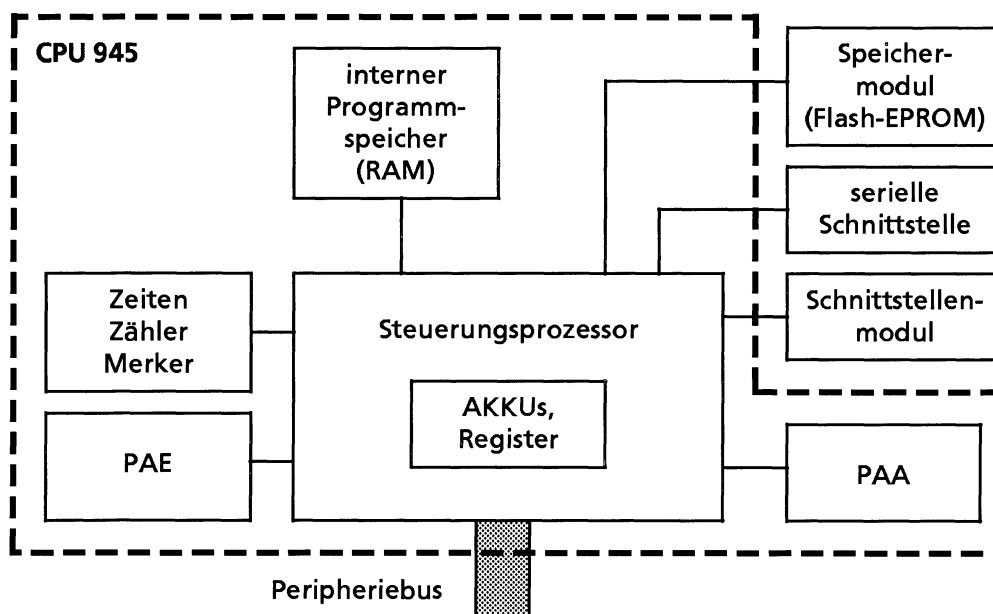 CPU 945
interner
Programm-
speicher
(RAM)
Speicher-
modul
(Flash-EPROM)
serielle
Schnittstelle
Schnittstellen-
modul
Zeiten
Zähler
Merker
Steuerungsprozessor
AKKUs,
Register
PAE
PAA
Peripheriebus